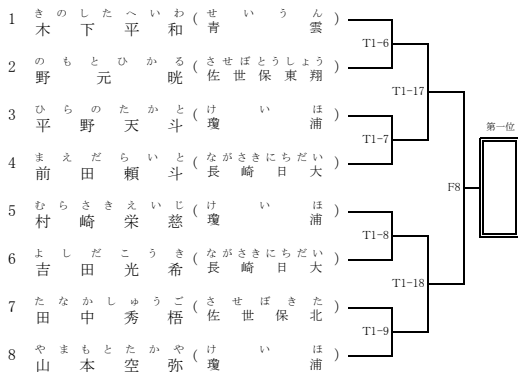 きのしたへいわ(せいうん)
1 木下平和 青雲
T1-6
のもとひかる(させぼとうしょう)
2 野元晄 佐世保東翔
T1-17
ひらのたかと(けいほ)
3 平野天斗 瓊浦
第一位
T1-7
まえだらいと(ながさきにちだい)
4 前田頼斗 長崎日大
F8
むらさきえいじ(けいほ)
5 村崎栄慈 瓊浦
T1-8
よしだこうき(ながさきにちだい)
6 吉田光希 長崎日大
T1-18
たなかしゅうご(させぼきた)
7 田中秀梧 佐世保北
T1-9
やまもとたかや(けいほ)
8 山本空弥 瓊浦